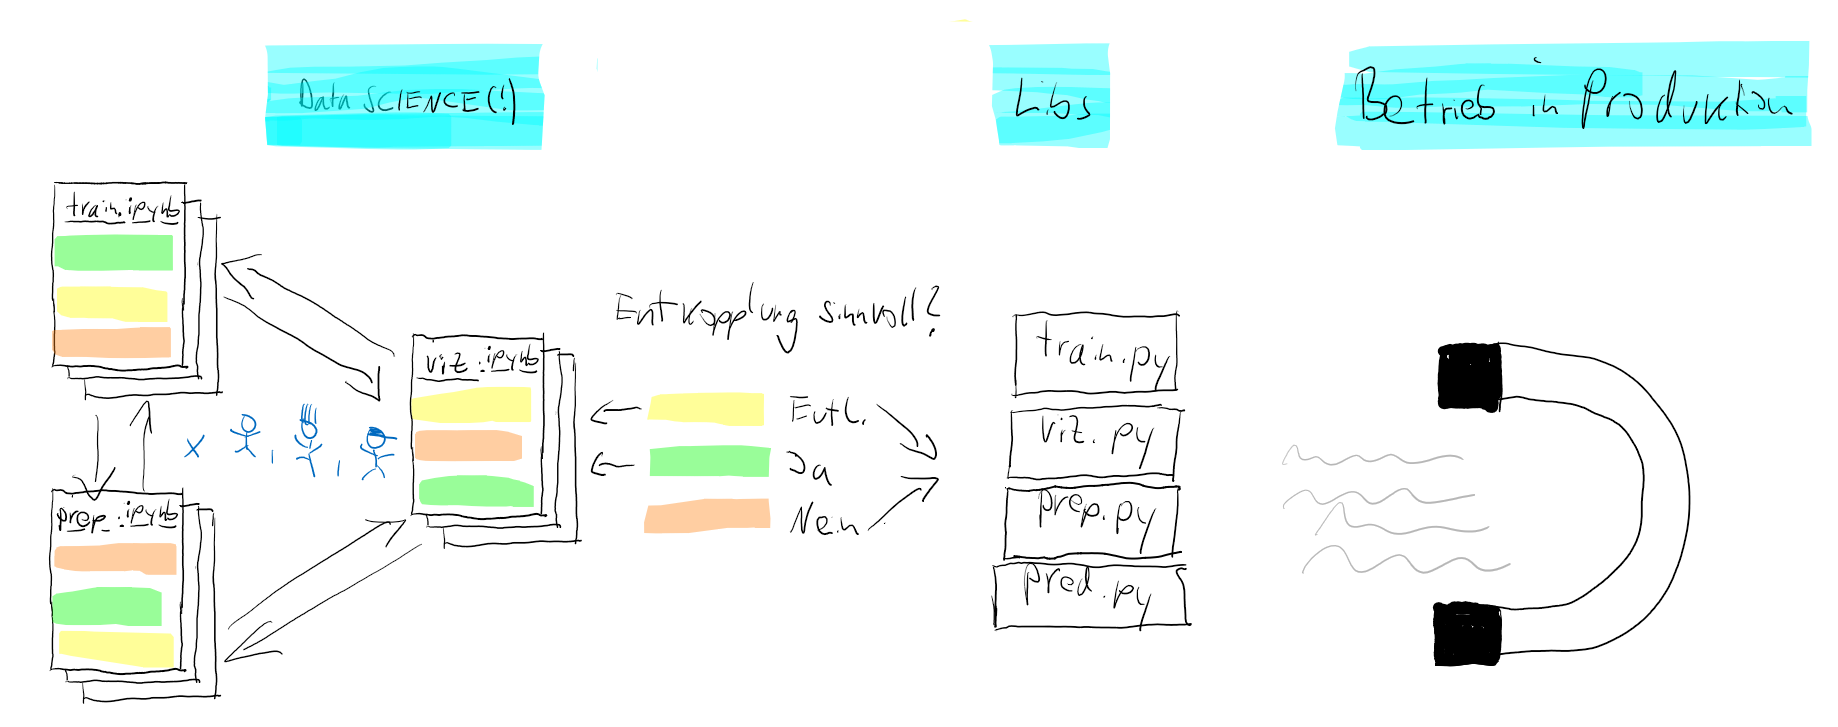 Data SCIENCE(!)
Libs
Betrieb in Produktion
train.ipynb
viz.ipynb
prep.ipynb
x , ,
Entkopplung sinnvoll?
Evtl.
Ja
Nein
train.py
viz.py
prep.py
pred.py